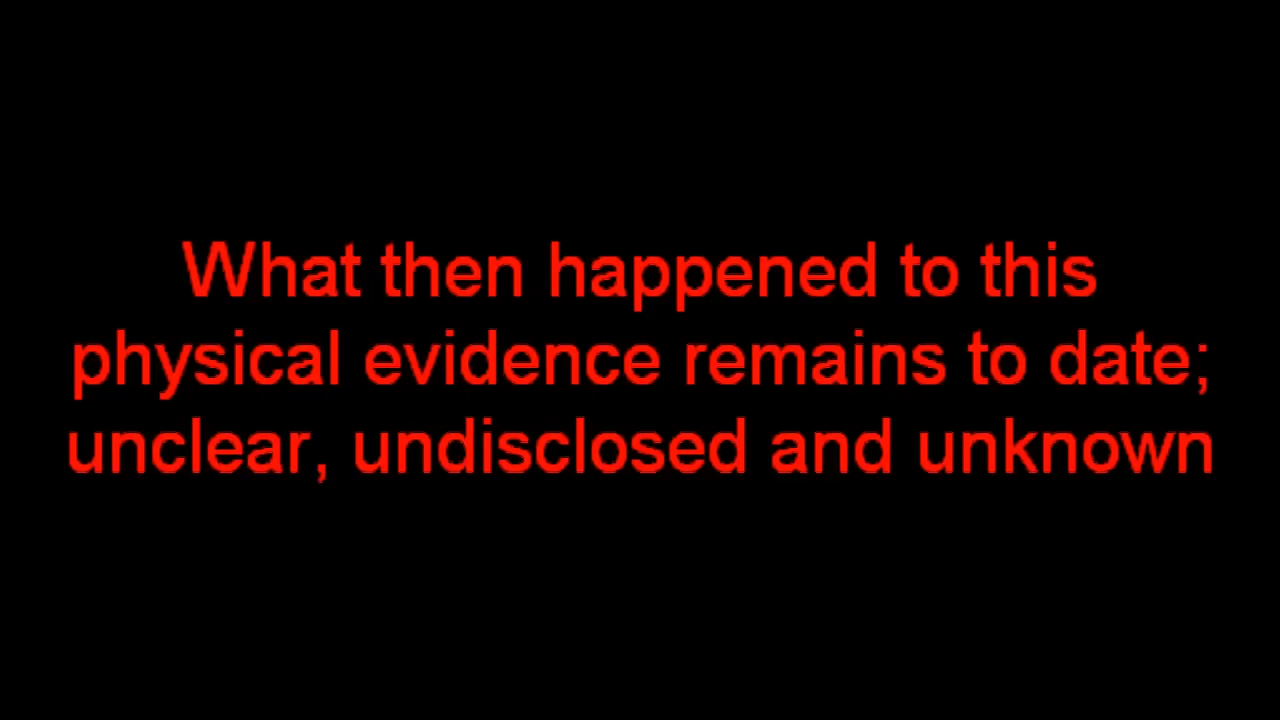 What then happened to this
physical evidence remains to date;
unclear, undisclosed and unknown